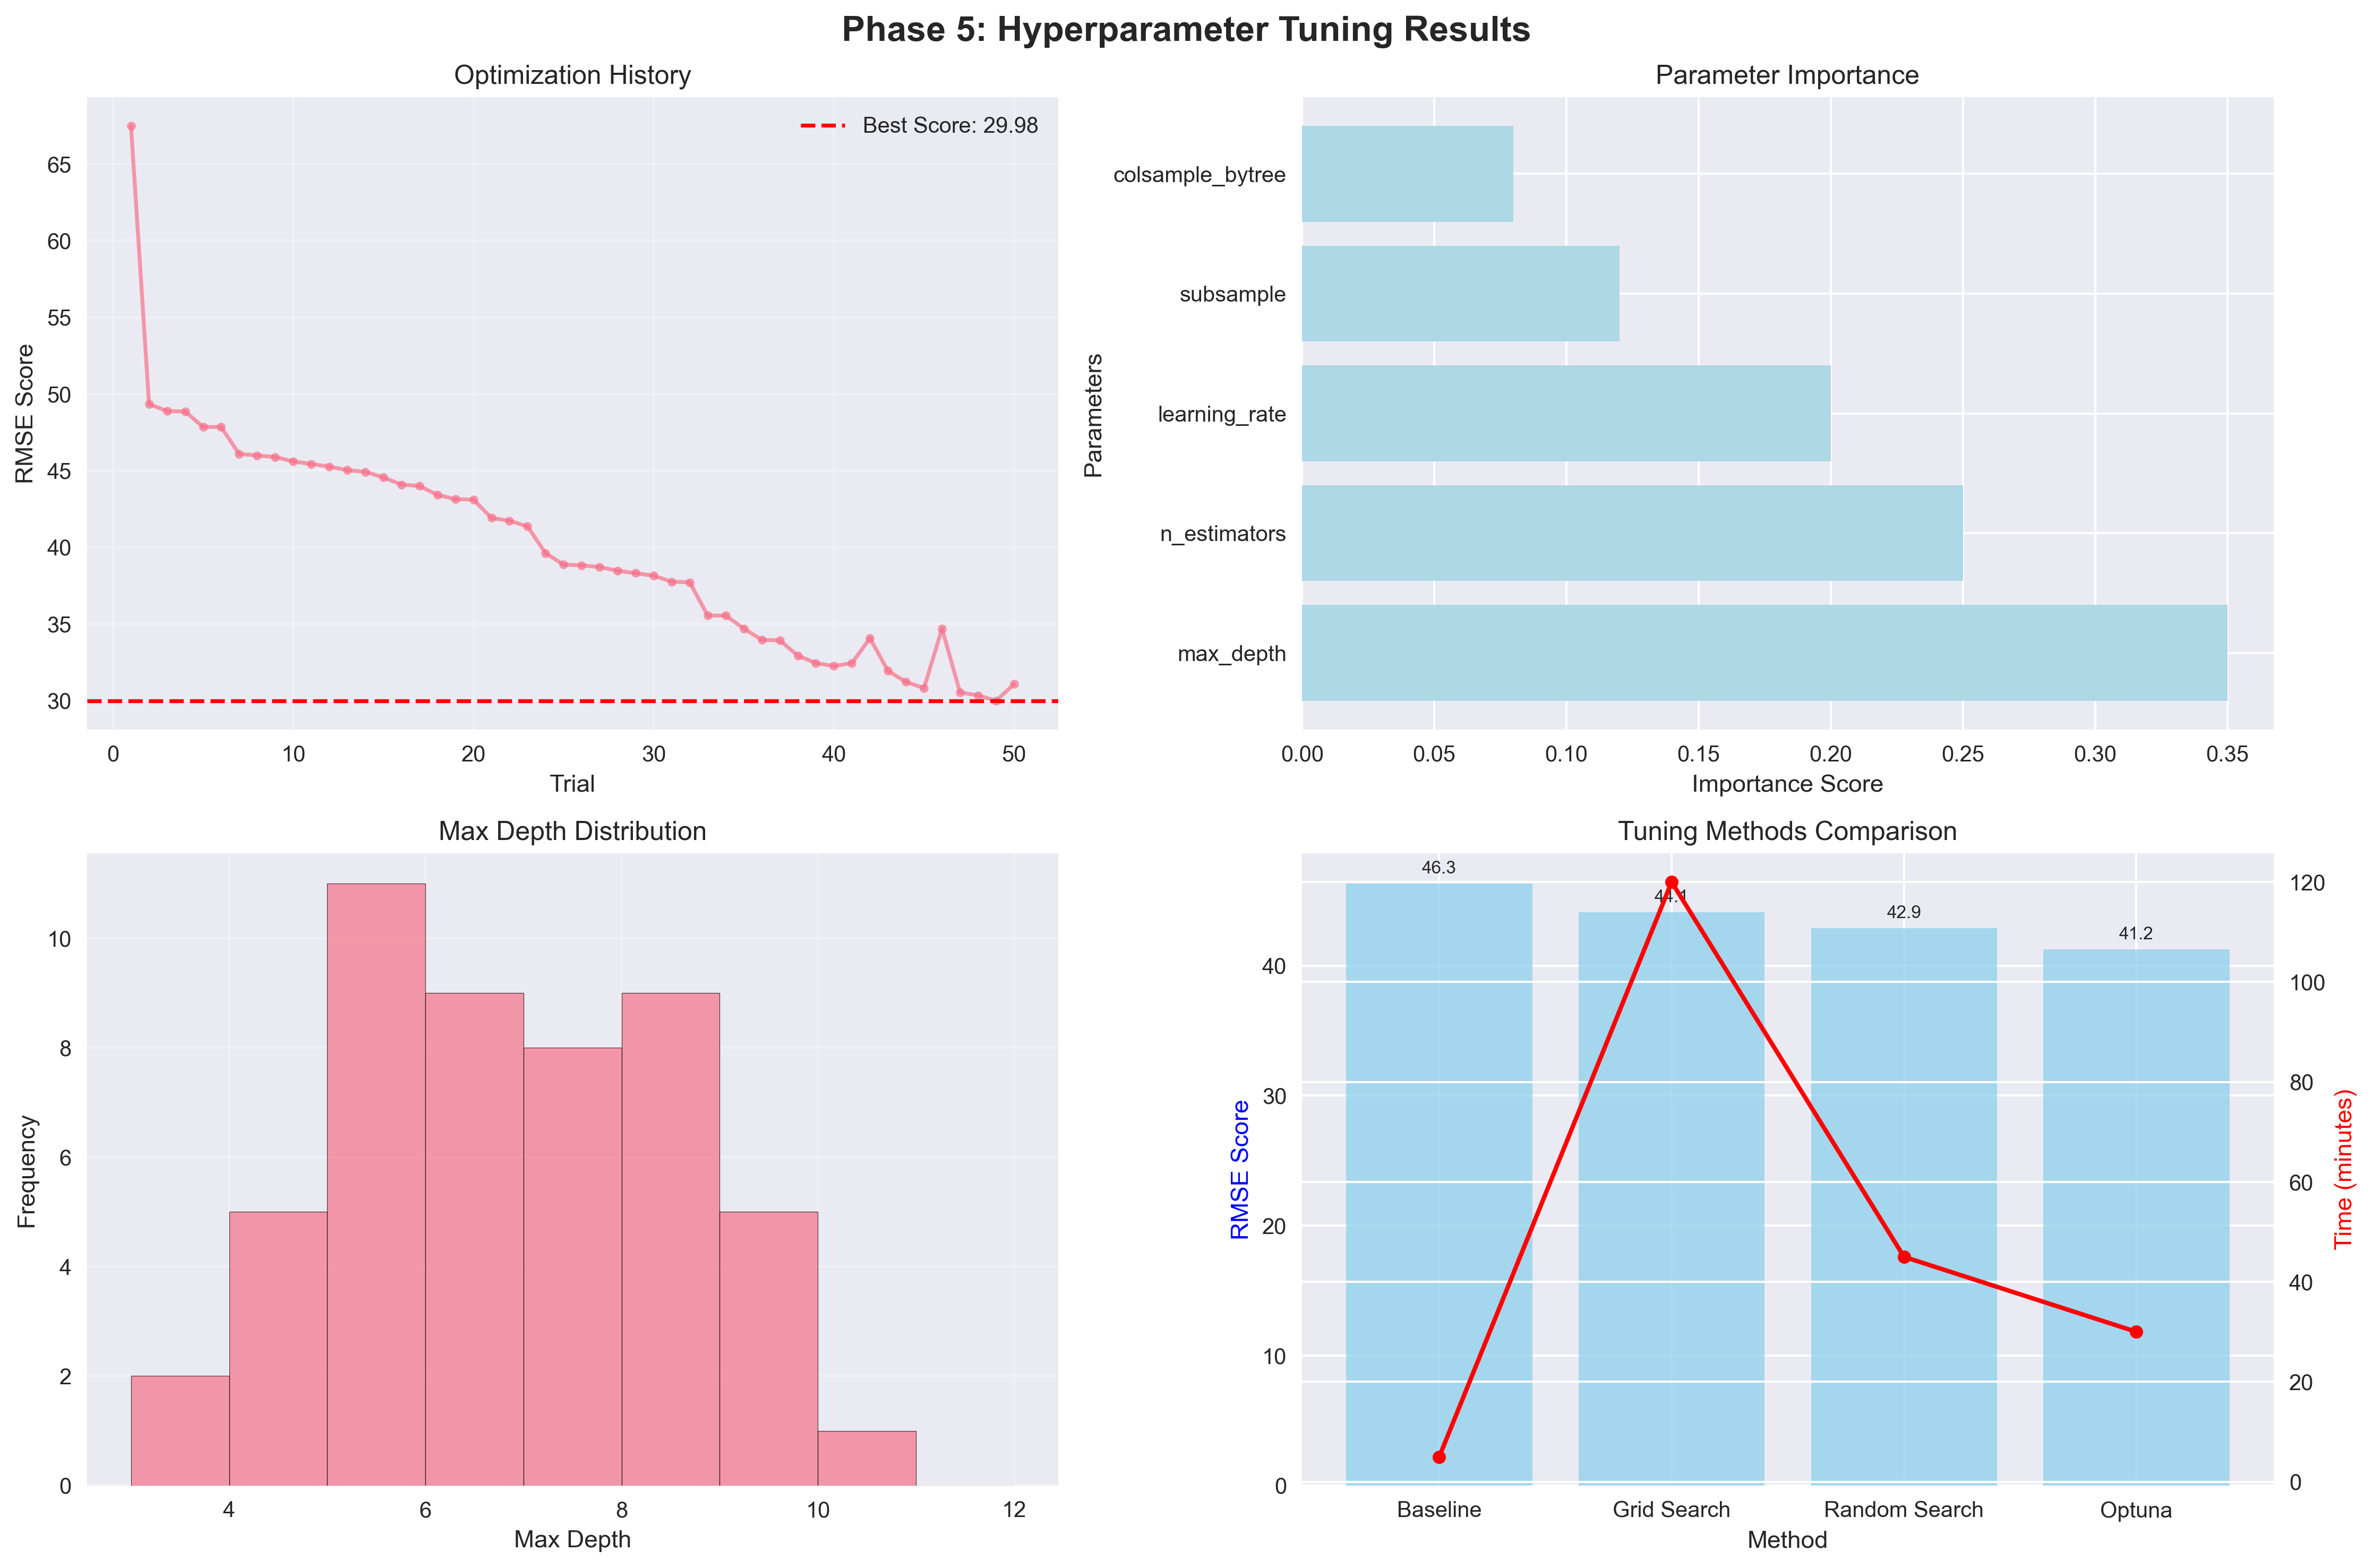 Phase 5: Hyperparameter Tuning Results
Optimization History
Best Score: 29.98
65
60
55
50
45
40
35
30
RMSE Score
0 10 20 30 40 50
Trial
Parameter Importance
colsample_bytree
subsample
learning_rate
n_estimators
max_depth
Parameters
0.00 0.05 0.10 0.15 0.20 0.25 0.30 0.35
Importance Score
Max Depth Distribution
10
8
6
4
2
0
Frequency
4 6 8 10 12
Max Depth
Tuning Methods Comparison
46.3
44.1
42.9
41.2
40
30
20
10
0
RMSE Score
120
100
80
60
40
20
0
Time (minutes)
Baseline Grid Search Random Search Optuna
Method